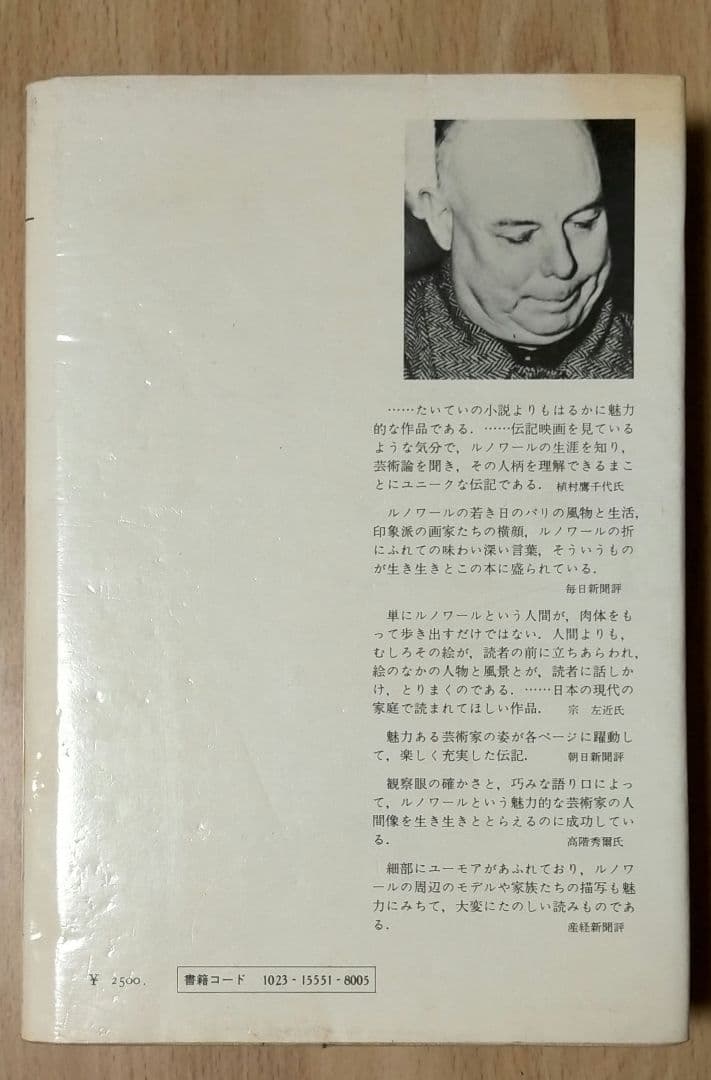 ……たいていの小説よりもはるかに魅力
的な作品である．……伝記映画を見ている
ような気分で，ルノワールの生涯を知り，
芸術論を聞き，その人柄を理解できるまこ
とにユニークな伝記である． 植村鷹千代氏
ルノワールの若き日のパリの風物と生活，
印象派の画家たちの横顔，ルノワールの折
にふれての味わい深い言葉，そういうもの
が生き生きとこの本に盛られている．
毎日新聞評
単にルノワールという人間が，肉体をも
って歩き出すだけではない．人間よりも，
むしろその絵が，読者の前に立ちあらわれ，
絵のなかの人物と風景とが，読者に話しか
け，とりまくのである．……日本の現代の
家庭で読まれてほしい作品． 宗　左近氏
魅力ある芸術家の姿が各ページに躍動し
て，楽しく充実した伝記． 朝日新聞評
観察眼の確かさと，巧みな語り口によっ
て，ルノワールという魅力的な芸術家の人
間像を生き生きととらえるのに成功してい
る． 高階秀爾氏
細部にユーモアがあふれており，ルノワ
ールの周辺のモデルや家族たちの描写も魅
力にみちて，大変にたのしい読みものであ
る． 産経新聞評
￥ 2500. 書籍コード 1023-15551-8005